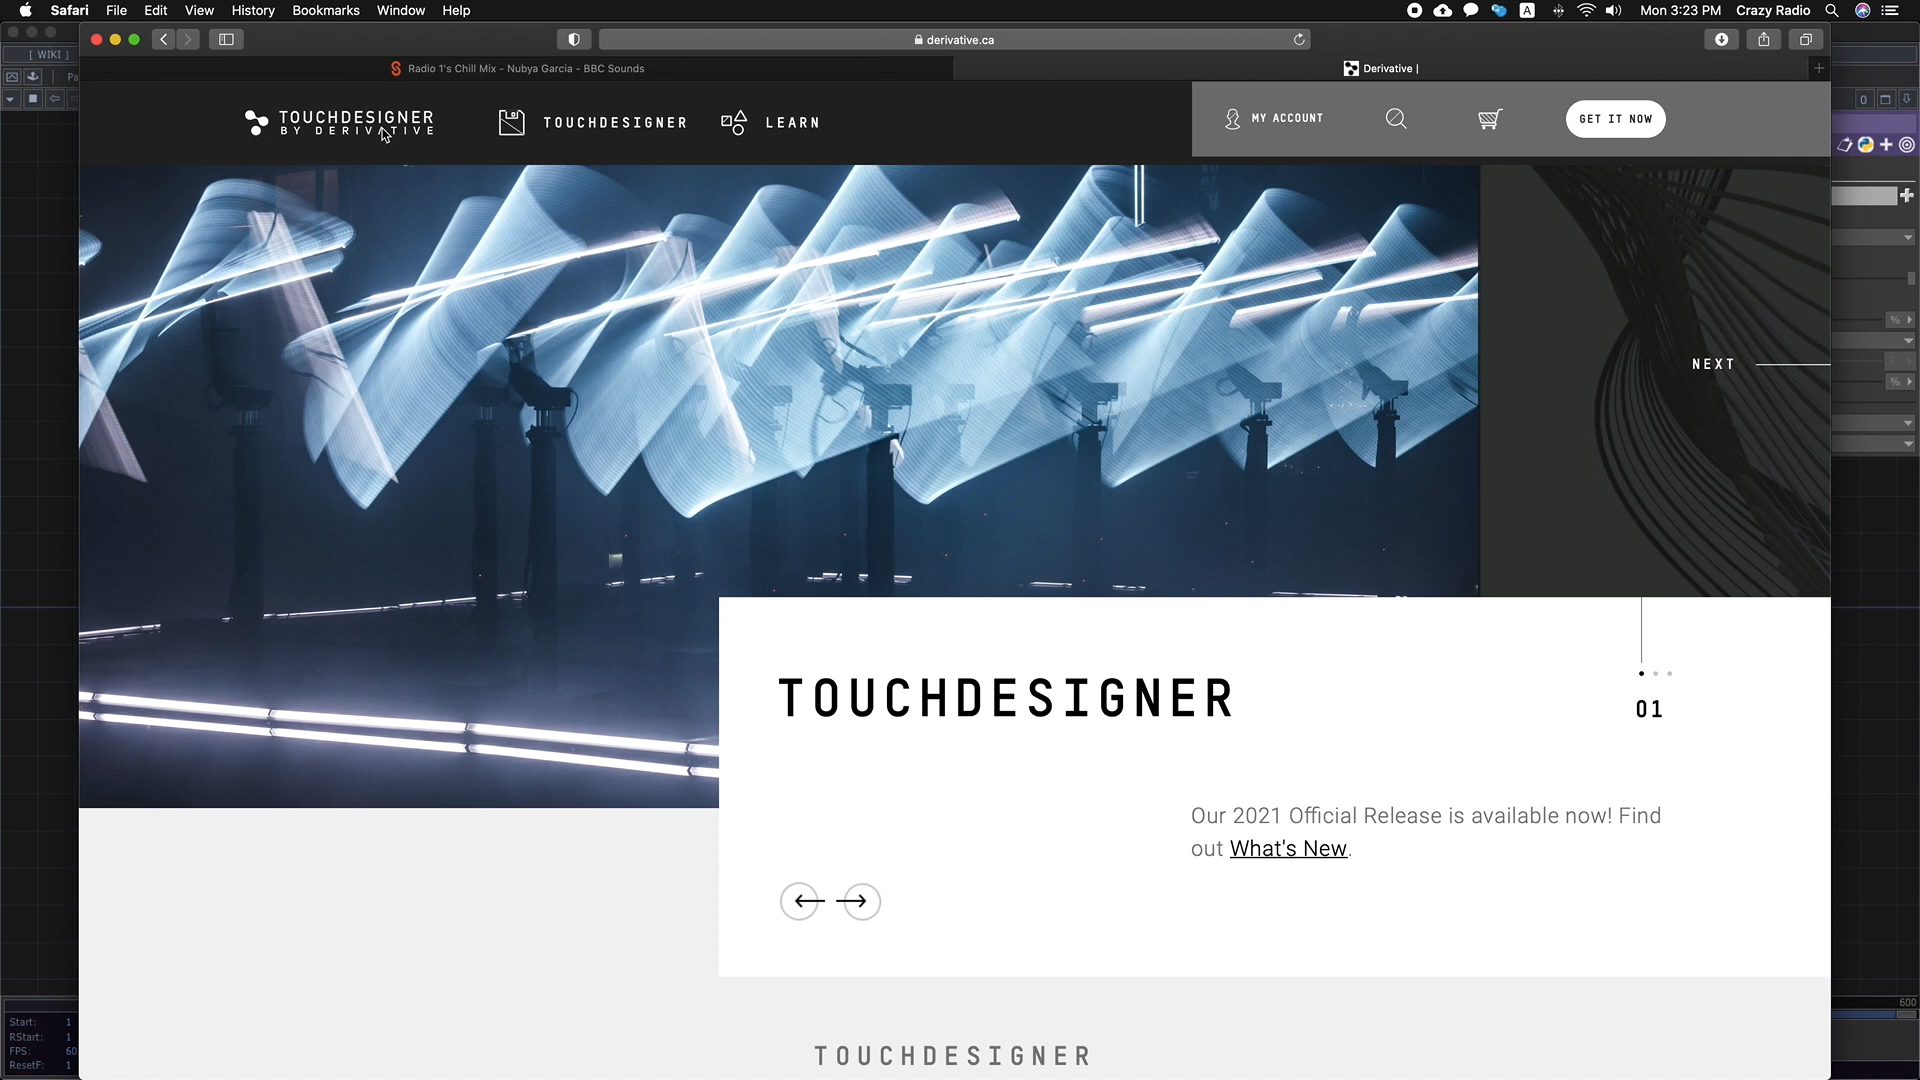 Safari File Edit View History Bookmarks Window Help
A Mon 3:23 PM Crazy Radio
[ WIKI ]
derivative.ca
Radio 1's Chill Mix - Nubya Garcia - BBC Sounds
Derivative |
Pa
0
TOUCHDESIGNER
BY DERIVATIVE
TOUCHDESIGNER
LEARN
MY ACCOUNT
GET IT NOW
%
NEXT
%
TOUCHDESIGNER
01
Our 2021 Official Release is available now! Find
out What's New.
600
Start: 1
RStart: 1
FPS: 60
ResetF: 1
TOUCHDESIGNER